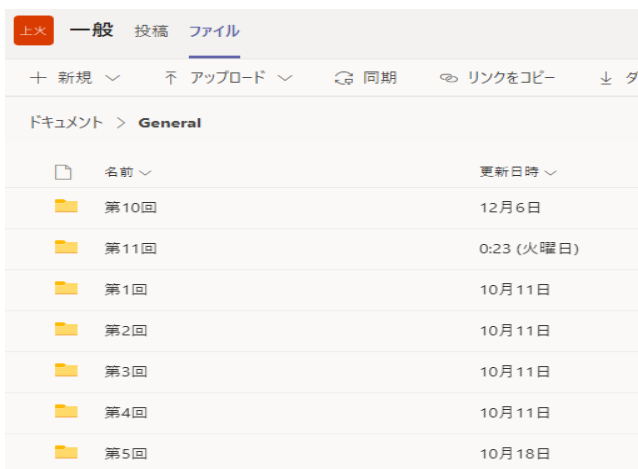 上火 一般 投稿 ファイル
新規 アップロード 同期 リンクをコピー
ドキュメント > General
名前 更新日時
第10回 12月6日
第11回 0:23 (火曜日)
第1回 10月11日
第2回 10月11日
第3回 10月11日
第4回 10月11日
第5回 10月18日